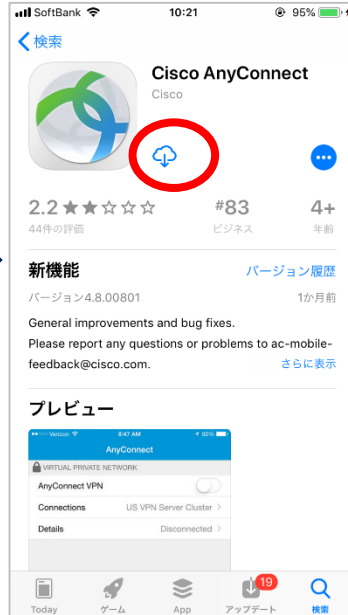 SoftBank 10:21 95%
検索
Cisco AnyConnect
Cisco
2.2 #83 4+
44件の評価 ビジネス 年齢
新機能 バージョン履歴
バージョン4.8.00801 1か月前
General improvements and bug fixes.
Please report any questions or problems to ac-mobile-
feedback@cisco.com. さらに表示
プレビュー
Verizon 8:47 AM 93%
AnyConnect
VIRTUAL PRIVATE NETWORK
AnyConnect VPN
Connections US VPN Server Cluster
Details Disconnected
19
Today ゲーム App アップデート 検索